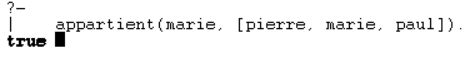 ?-
|    appartient(marie, [pierre, marie, paul]).
true